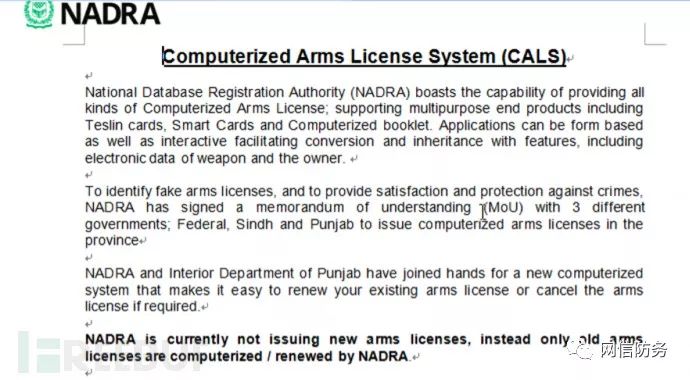 NADRA
Computerized Arms License System (CALS)
National Database Registration Authority (NADRA) boasts the capability of providing all
kinds of Computerized Arms License; supporting multipurpose end products including
Teslin cards, Smart Cards and Computerized booklet. Applications can be form based
as well as interactive facilitating conversion and inheritance with features, including
electronic data of weapon and the owner.
To identify fake arms licenses, and to provide satisfaction and protection against crimes,
NADRA has signed a memorandum of understanding (MoU) with 3 different
governments; Federal, Sindh and Punjab to issue computerized arms licenses in the
province
NADRA and Interior Department of Punjab have joined hands for a new computerized
system that makes it easy to renew your existing arms license or cancel the arms
license if required.
NADRA is currently not issuing new arms licenses, instead only old arms
licenses are computerized / renewed by NADRA.
REEBUF
网信防务